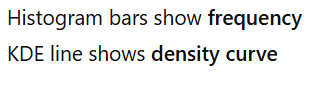 Histogram bars show frequency
KDE line shows density curve